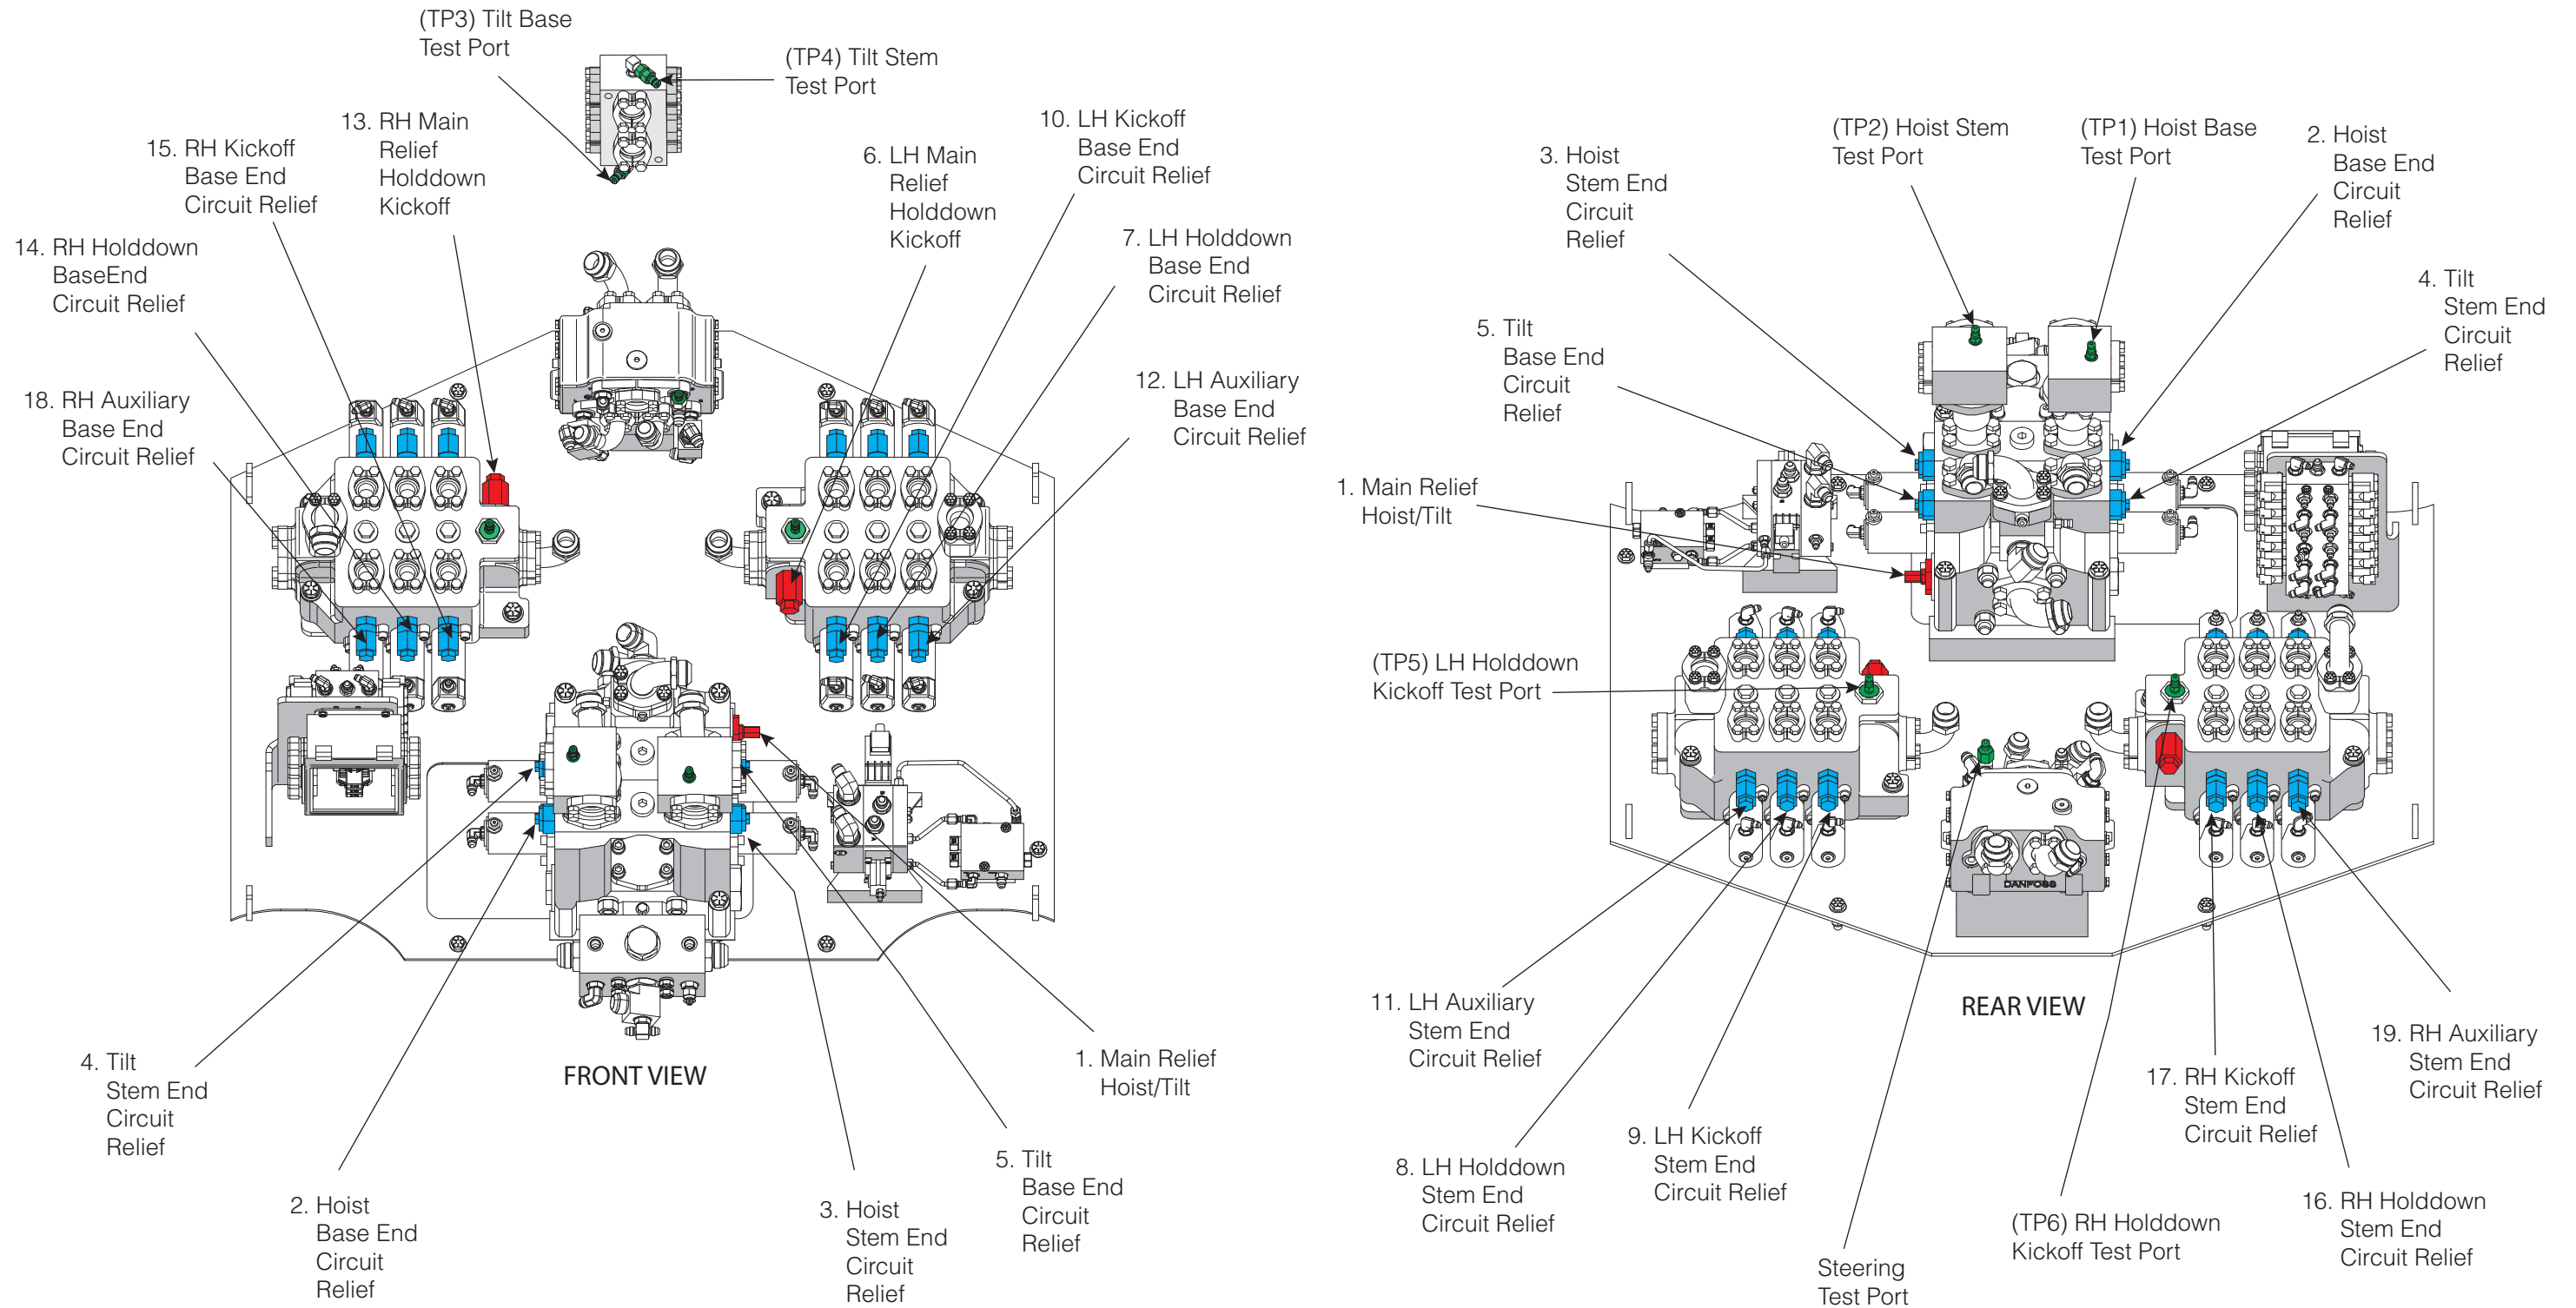 (TP3) Tilt Base
Test Port
(TP4) Tilt Stem
Test Port
13. RH Main
Relief
Holddown
Kickoff
15. RH Kickoff
Base End
Circuit Relief
14. RH Holddown
BaseEnd
Circuit Relief
18. RH Auxiliary
Base End
Circuit Relief
6. LH Main
Relief
Holddown
Kickoff
10. LH Kickoff
Base End
Circuit Relief
7. LH Holddown
Base End
Circuit Relief
12. LH Auxiliary
Base End
Circuit Relief
4. Tilt
Stem End
Circuit
Relief
2. Hoist
Base End
Circuit
Relief
3. Hoist
Stem End
Circuit
Relief
5. Tilt
Base End
Circuit
Relief
1. Main Relief
Hoist/Tilt
FRONT VIEW
3. Hoist
Stem End
Circuit
Relief
(TP2) Hoist Stem
Test Port
(TP1) Hoist Base
Test Port
2. Hoist
Base End
Circuit
Relief
4. Tilt
Stem End
Circuit
Relief
5. Tilt
Base End
Circuit
Relief
1. Main Relief
Hoist/Tilt
(TP5) LH Holddown
Kickoff Test Port
DANFOSS
11. LH Auxiliary
Stem End
Circuit Relief
8. LH Holddown
Stem End
Circuit Relief
9. LH Kickoff
Stem End
Circuit Relief
Steering
Test Port
(TP6) RH Holddown
Kickoff Test Port
17. RH Kickoff
Stem End
Circuit Relief
16. RH Holddown
Stem End
Circuit Relief
19. RH Auxiliary
Stem End
Circuit Relief
REAR VIEW